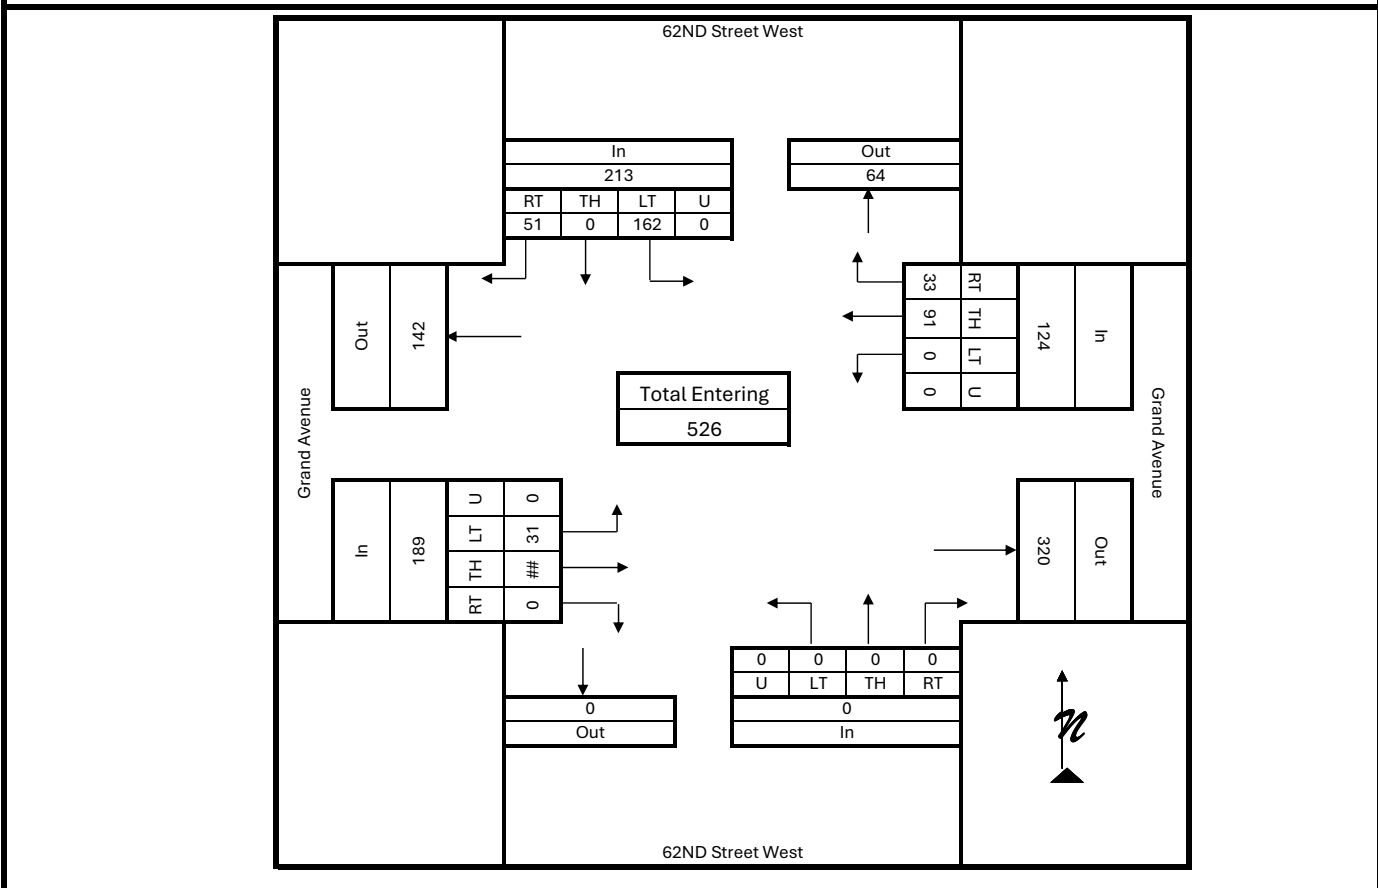 62ND Street West
In
213
RT TH LT U
51 0 162 0
Out
64
Out
142
33 RT
91 TH
0 LT
0 U
124
In
Total Entering
526
Grand Avenue
Grand Avenue
In
189
U 0
LT 31
TH ##
RT 0
320
Out
0
Out
0 0 0 0
U LT TH RT
0
In
N
62ND Street West